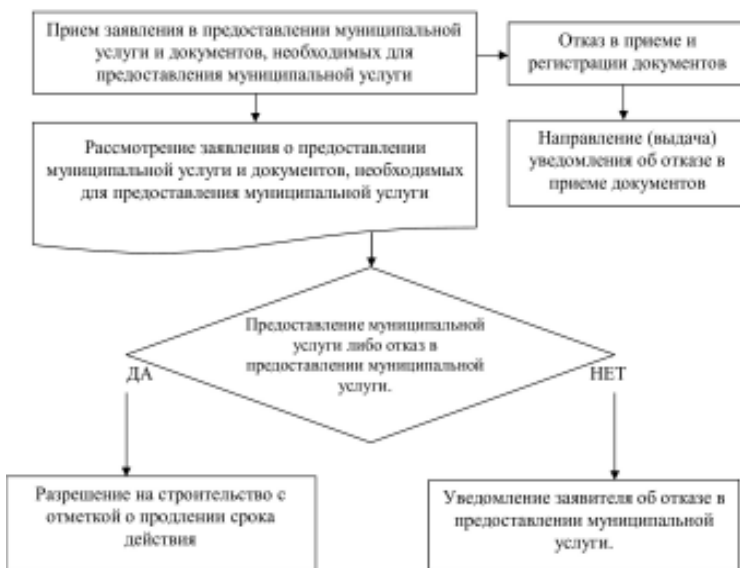 Прием заявления в предоставлении муниципальной
услуги и документов, необходимых для
предоставления муниципальной услуги
Отказ в приеме и
регистрации документов
Рассмотрение заявления о предоставлении
муниципальной услуги и документов, необходимых
для предоставления муниципальной услуги
Направление (выдача)
уведомления об отказе в
приеме документов
Предоставление муниципальной
услуги либо отказ в
предоставлении муниципальной
услуги.
ДА
НЕТ
Разрешение на строительство с
отметкой о продлении срока
действия
Уведомление заявителя об отказе в
предоставлении муниципальной
услуги.